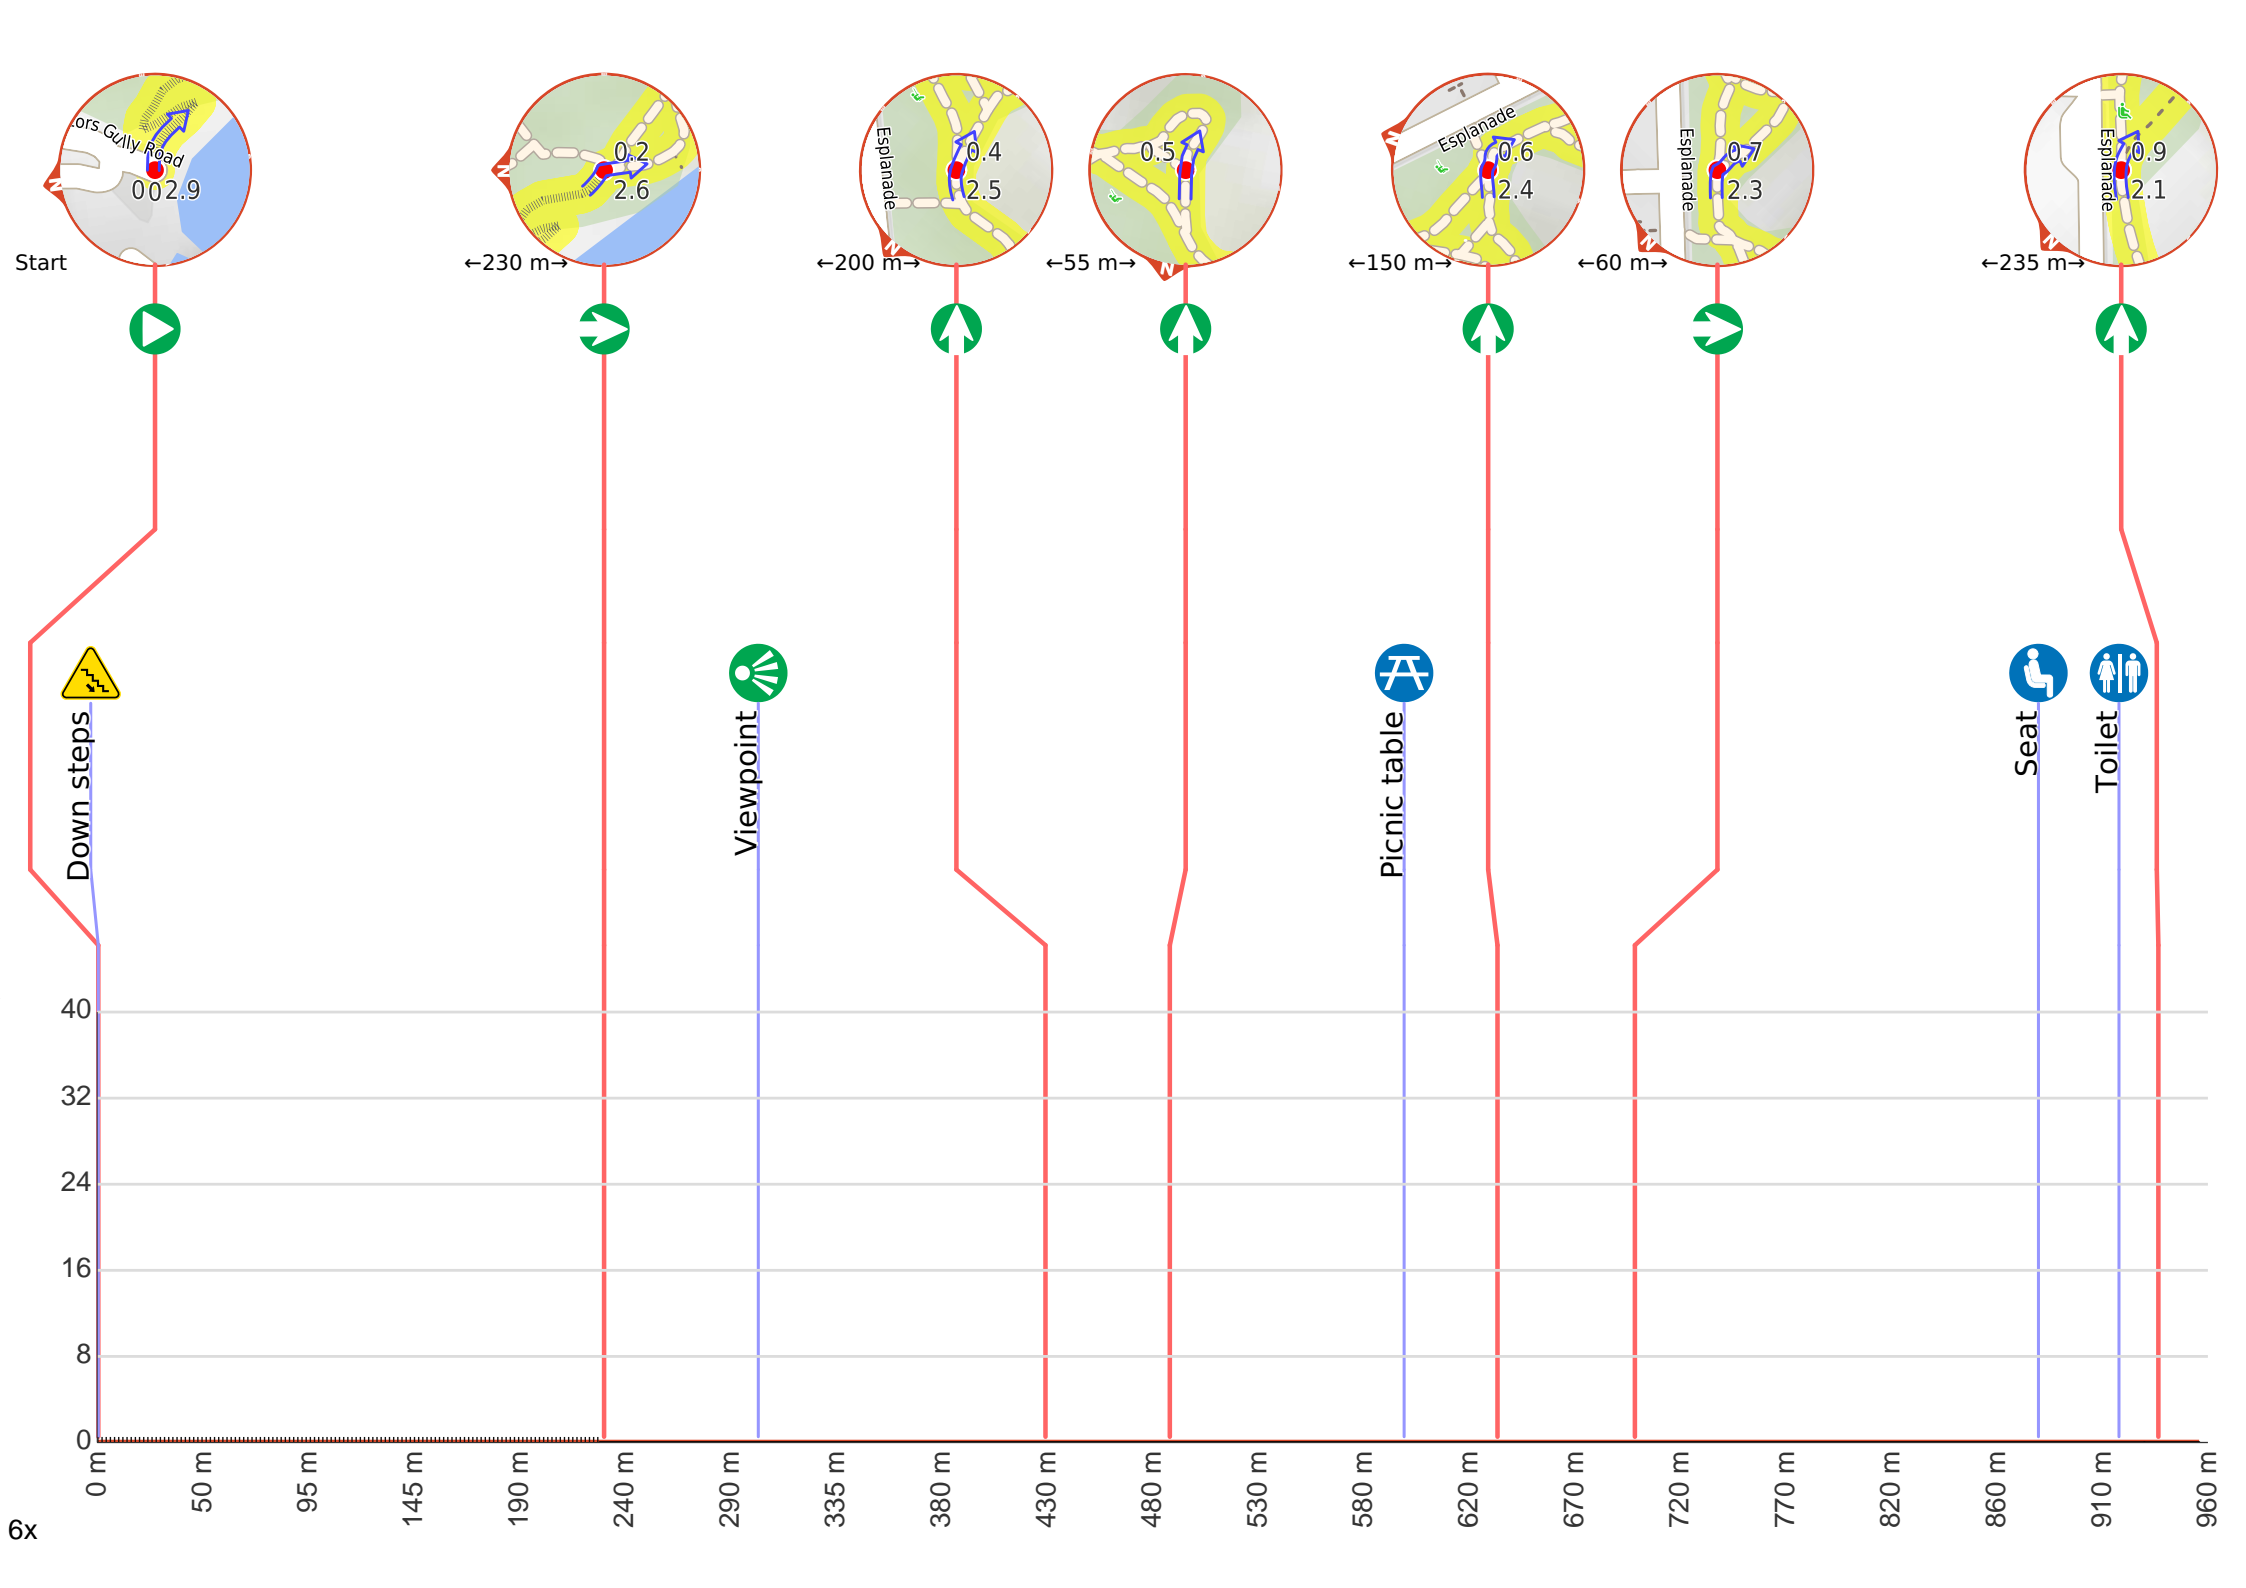 ors Gully Road
N
0 0 2.9
Start
N
0.2
2.6
←230 m→
Esplanade
N
0.4
2.5
←200 m→
N
0.5
←55 m→
N
Esplanade
0.6
2.4
←150 m→
Esplanade
N
0.7
2.3
←60 m→
Esplanade
N
0.9
2.1
←235 m→
Down steps
Viewpoint
Picnic table
Seat
Toilet
40
32
24
16
8
0
0 m
50 m
95 m
145 m
190 m
240 m
290 m
335 m
380 m
430 m
480 m
530 m
580 m
620 m
670 m
720 m
770 m
820 m
860 m
910 m
960 m
6x